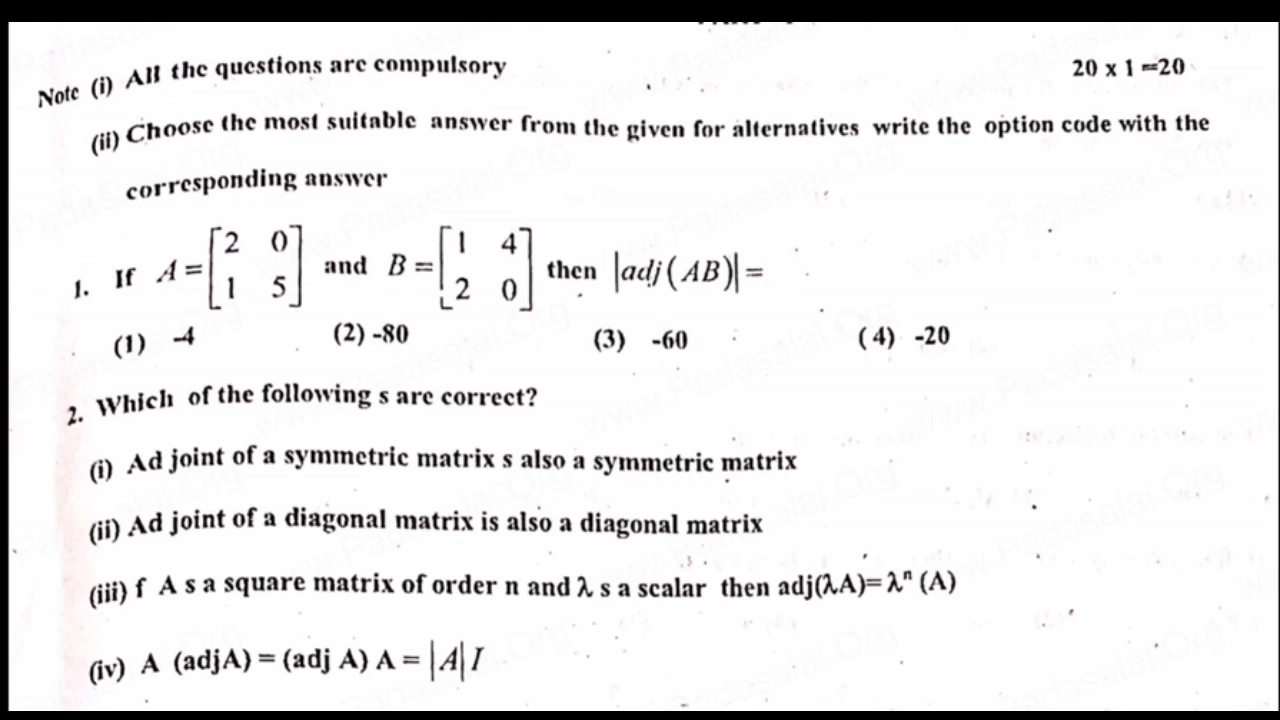 Note (i) All the questions are compulsory 20 x 1 =20
(ii) Choose the most suitable answer from the given for alternatives write the option code with the
corresponding answer
1. If A = [2 0; 1 5] and B = [1 4; 2 0] then |adj(AB)| =
(1) -4 (2) -80 (3) -60 (4) -20
2. Which of the following s are correct?
(i) Ad joint of a symmetric matrix s also a symmetric matrix
(ii) Ad joint of a diagonal matrix is also a diagonal matrix
(iii) f A s a square matrix of order n and λ s a scalar then adj(λA)= λⁿ (A)
(iv) A (adjA) = (adj A) A = |A| I